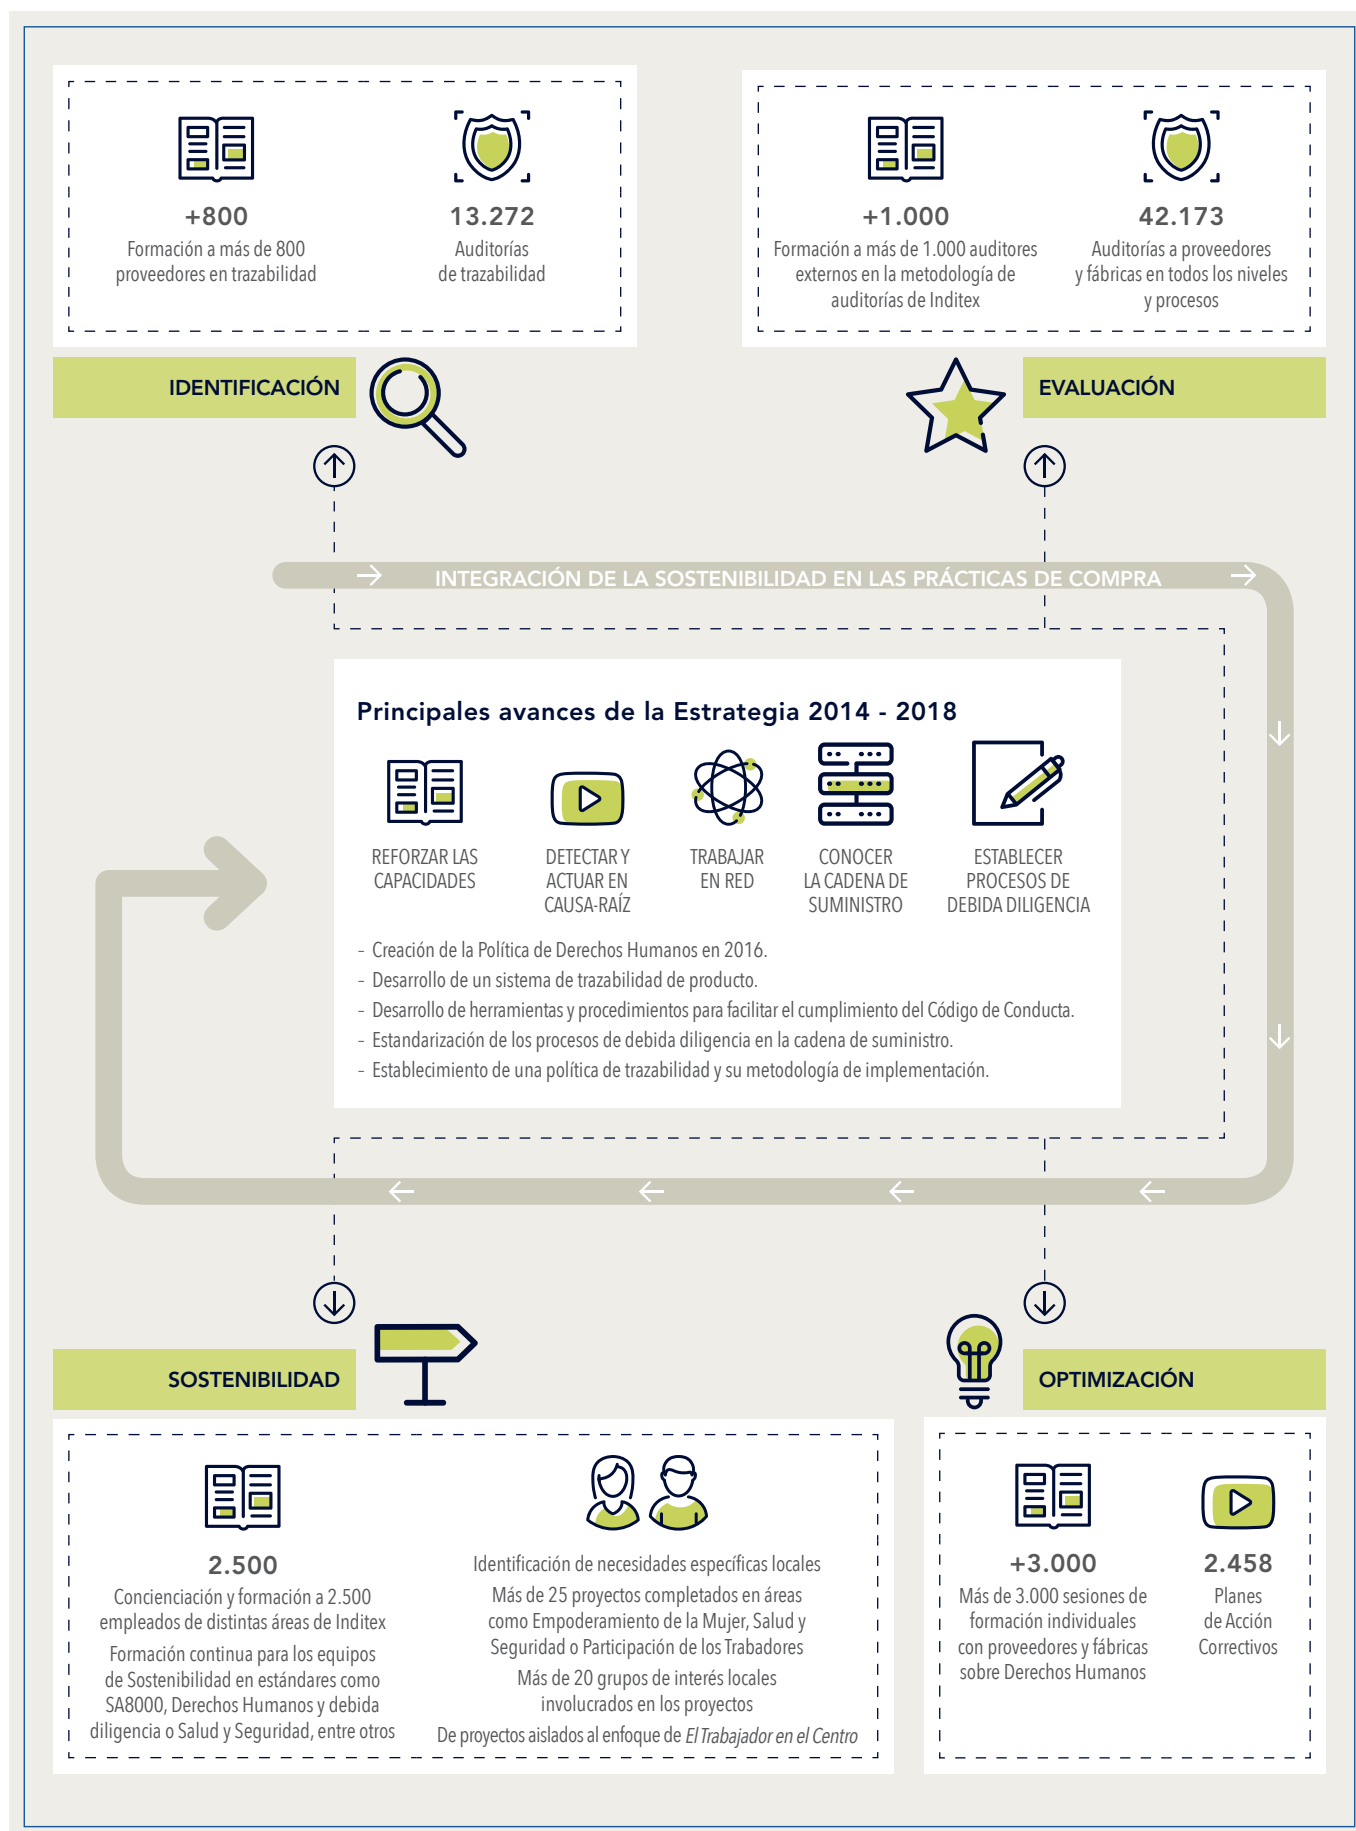 +800
Formación a más de 800
proveedores en trazabilidad
13.272
Auditorías
de trazabilidad
+1.000
Formación a más de 1.000 auditores
externos en la metodología de
auditorías de Inditex
42.173
Auditorías a proveedores
y fábricas en todos los niveles
y procesos
IDENTIFICACIÓN
EVALUACIÓN
INTEGRACIÓN DE LA SOSTENIBILIDAD EN LAS PRÁCTICAS DE COMPRA
Principales avances de la Estrategia 2014 - 2018
REFORZAR LAS
CAPACIDADES
DETECTAR Y
ACTUAR EN
CAUSA-RAÍZ
TRABAJAR
EN RED
CONOCER
LA CADENA DE
SUMINISTRO
ESTABLECER
PROCESOS DE
DEBIDA DILIGENCIA
– Creación de la Política de Derechos Humanos en 2016.
– Desarrollo de un sistema de trazabilidad de producto.
– Desarrollo de herramientas y procedimientos para facilitar el cumplimiento del Código de Conducta.
– Estandarización de los procesos de debida diligencia en la cadena de suministro.
– Establecimiento de una política de trazabilidad y su metodología de implementación.
SOSTENIBILIDAD
OPTIMIZACIÓN
2.500
Concienciación y formación a 2.500
empleados de distintas áreas de Inditex
Formación continua para los equipos
de Sostenibilidad en estándares como
SA8000, Derechos Humanos y debida
diligencia o Salud y Seguridad, entre otros
Identificación de necesidades específicas locales
Más de 25 proyectos completados en áreas
como Empoderamiento de la Mujer, Salud y
Seguridad o Participación de los Trabadores
Más de 20 grupos de interés locales
involucrados en los proyectos
De proyectos aislados al enfoque de El Trabajador en el Centro
+3.000
Más de 3.000 sesiones de
formación individuales
con proveedores y fábricas
sobre Derechos Humanos
2.458
Planes
de Acción
Correctivos